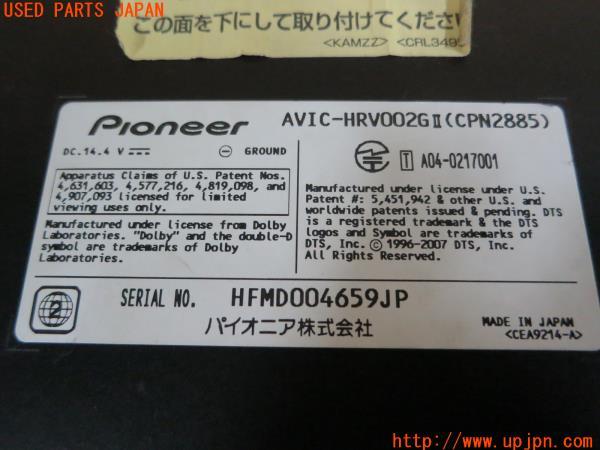 USED PARTS JAPAN
この面を下にして取り付けてください
<KAMZZ> <CRL349
Pioneer
AVIC-HRV002GⅡ(CPN2885)
DC.14.4 V ⎓ ⊖ GROUND
T A04-0217001
Apparatus Claims of U.S. Patent Nos.
4,631,603, 4,577,216, 4,819,098, and
4,907,093 licensed for limited
viewing uses only.
Manufactured under license from Dolby
Laboratories. "Dolby" and the double-D
symbol are trademarks of Dolby
Laboratories.
Manufactured under license under U.S.
Patent #: 5,451,942 & other U.S. and
worldwide patents issued & pending. DTS
is a registered trademark & the DTS
logos and Symbol are trademarks of
DTS, Inc. © 1996-2007 DTS, Inc.
All Rights Reserved.
2
SERIAL NO. HFMD004659JP
パイオニア株式会社
MADE IN JAPAN
<CEA9214-A>
http://www.upjpn.com/